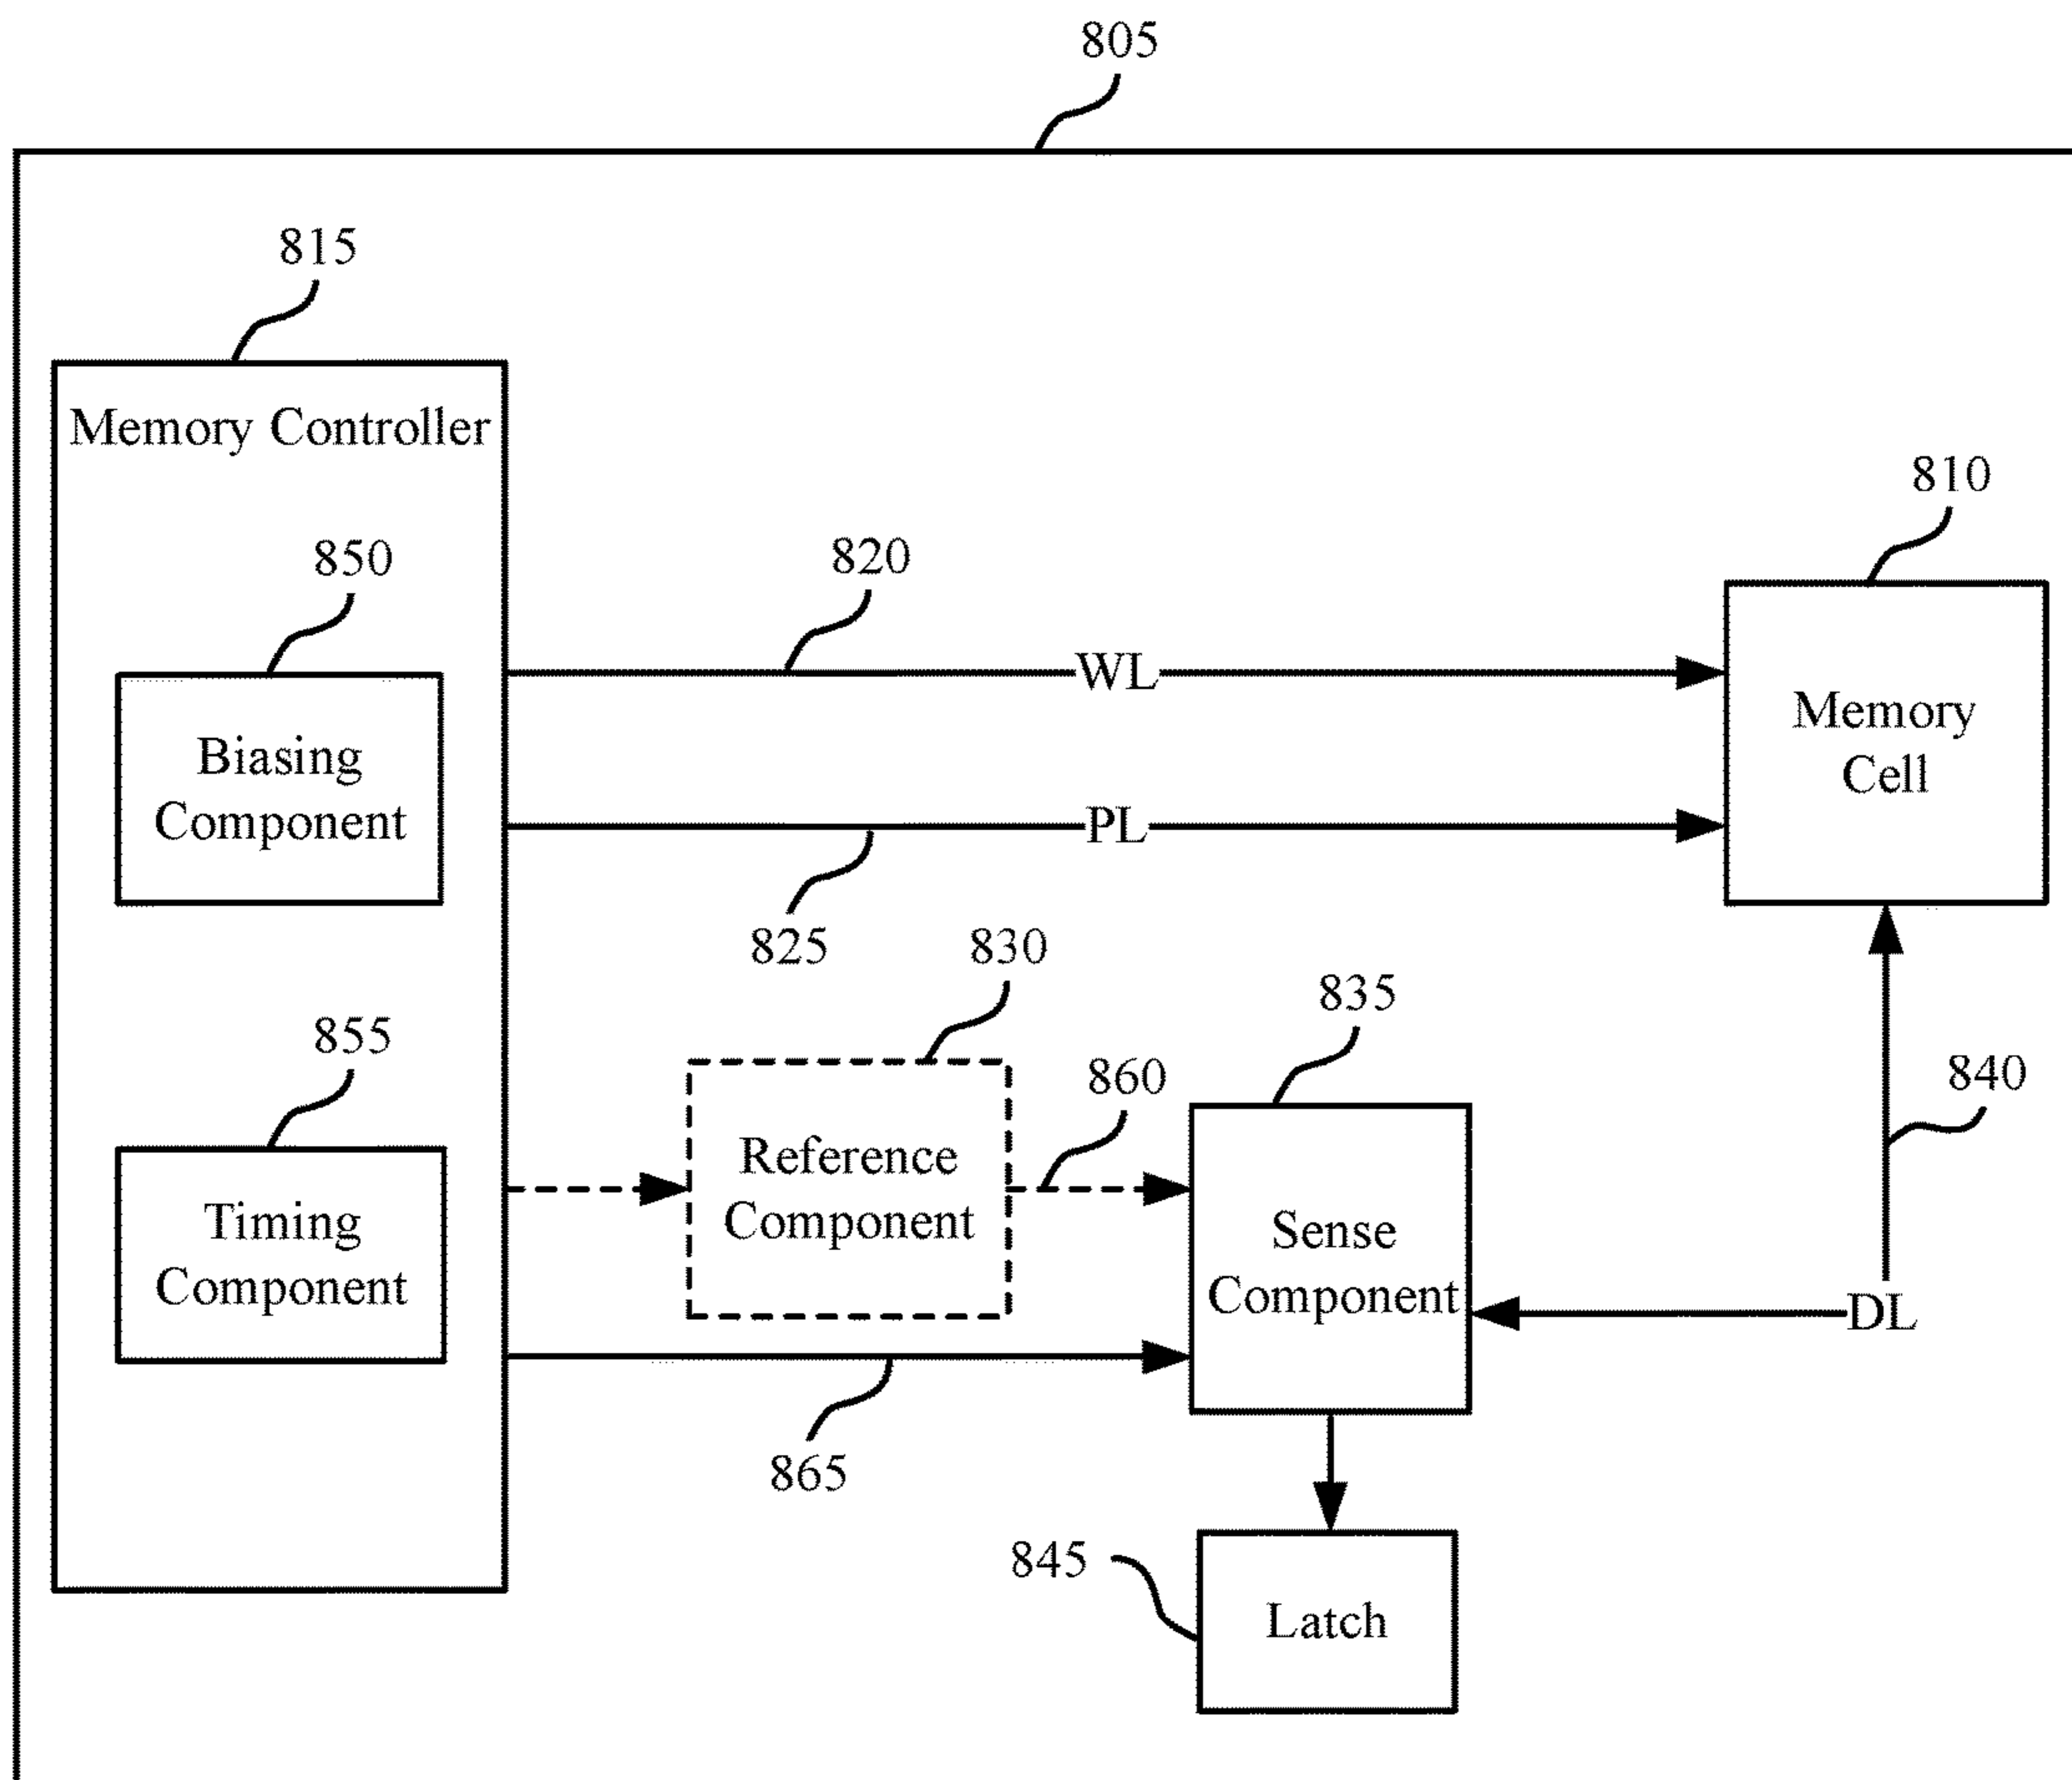 805
815
Memory Controller
810
850
820
WL
Memory
Cell
Biasing
Component
PL
825
830
835
855
860
840
Reference
Component
Timing
Component
Sense
Component
DL
865
845
Latch